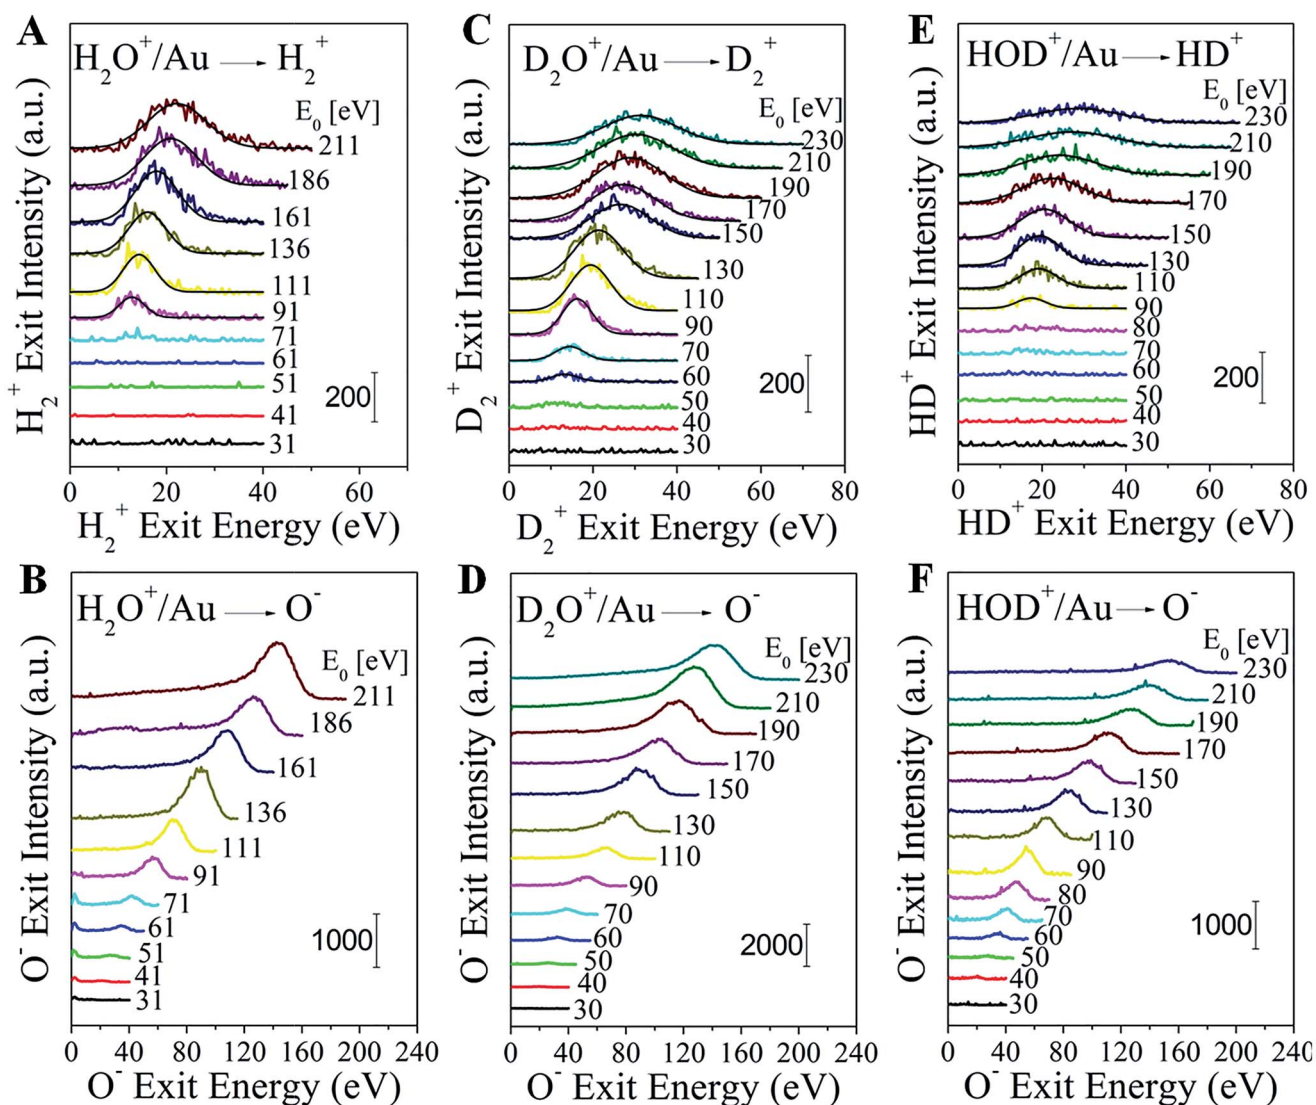 A
H₂O⁺/Au → H₂⁺
E₀ [eV]
211
186
161
136
111
91
71
61
51
41
31
200
0 20 40 60
H₂⁺ Exit Energy (eV)
H₂⁺ Exit Intensity (a.u.)
C
D₂O⁺/Au → D₂⁺
E₀ [eV]
230
210
190
170
150
130
110
90
70
60
50
40
30
200
0 20 40 60 80
D₂⁺ Exit Energy (eV)
D₂⁺ Exit Intensity (a.u.)
E
HOD⁺/Au → HD⁺
E₀ [eV]
230
210
190
170
150
130
110
90
80
70
60
50
40
30
200
0 20 40 60 80
HD⁺ Exit Energy (eV)
HD⁺ Exit Intensity (a.u.)
B
H₂O⁺/Au → O⁻
E₀ [eV]
211
186
161
136
111
91
71
61
51
41
31
1000
0 40 80 120 160 200 240
O⁻ Exit Energy (eV)
O⁻ Exit Intensity (a.u.)
D
D₂O⁺/Au → O⁻
E₀ [eV]
230
210
190
170
150
130
110
90
70
60
50
40
30
2000
0 40 80 120 160 200 240
O⁻ Exit Energy (eV)
O⁻ Exit Intensity (a.u.)
F
HOD⁺/Au → O⁻
E₀ [eV]
230
210
190
170
150
130
110
90
80
70
60
50
40
30
1000
0 40 80 120 160 200 240
O⁻ Exit Energy (eV)
O⁻ Exit Intensity (a.u.)